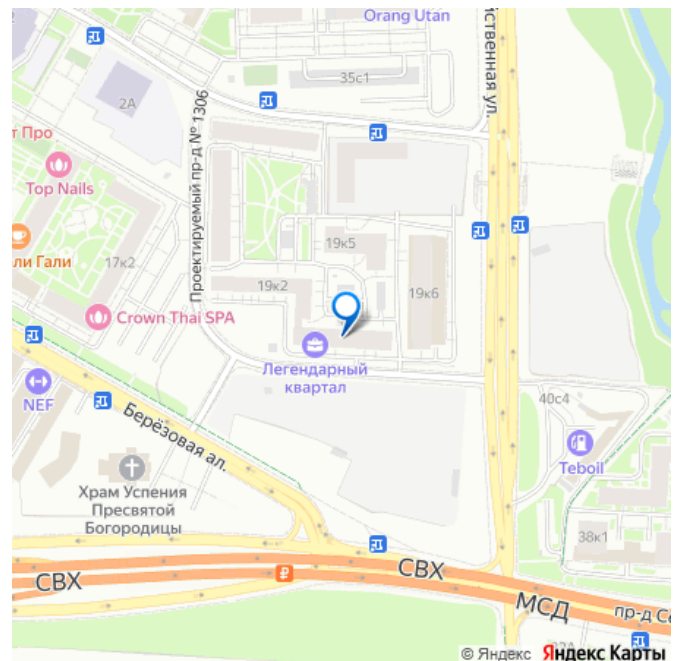 Orang Utan
йственная ул.
35с1
2А
Проектируемый пр-д № 1306
т Про
Top Nails
ли Гали
17к2
19к5
19к2
19к6
Crown Thai SPA
Легендарный
квартал
NEF
Берёзовая ал.
40с4
Teboil
Храм Успения
Пресвятой
Богородицы
38к1
СВХ
СВХ
МСД
пр-д Се
© Яндекс Яндекс Карты